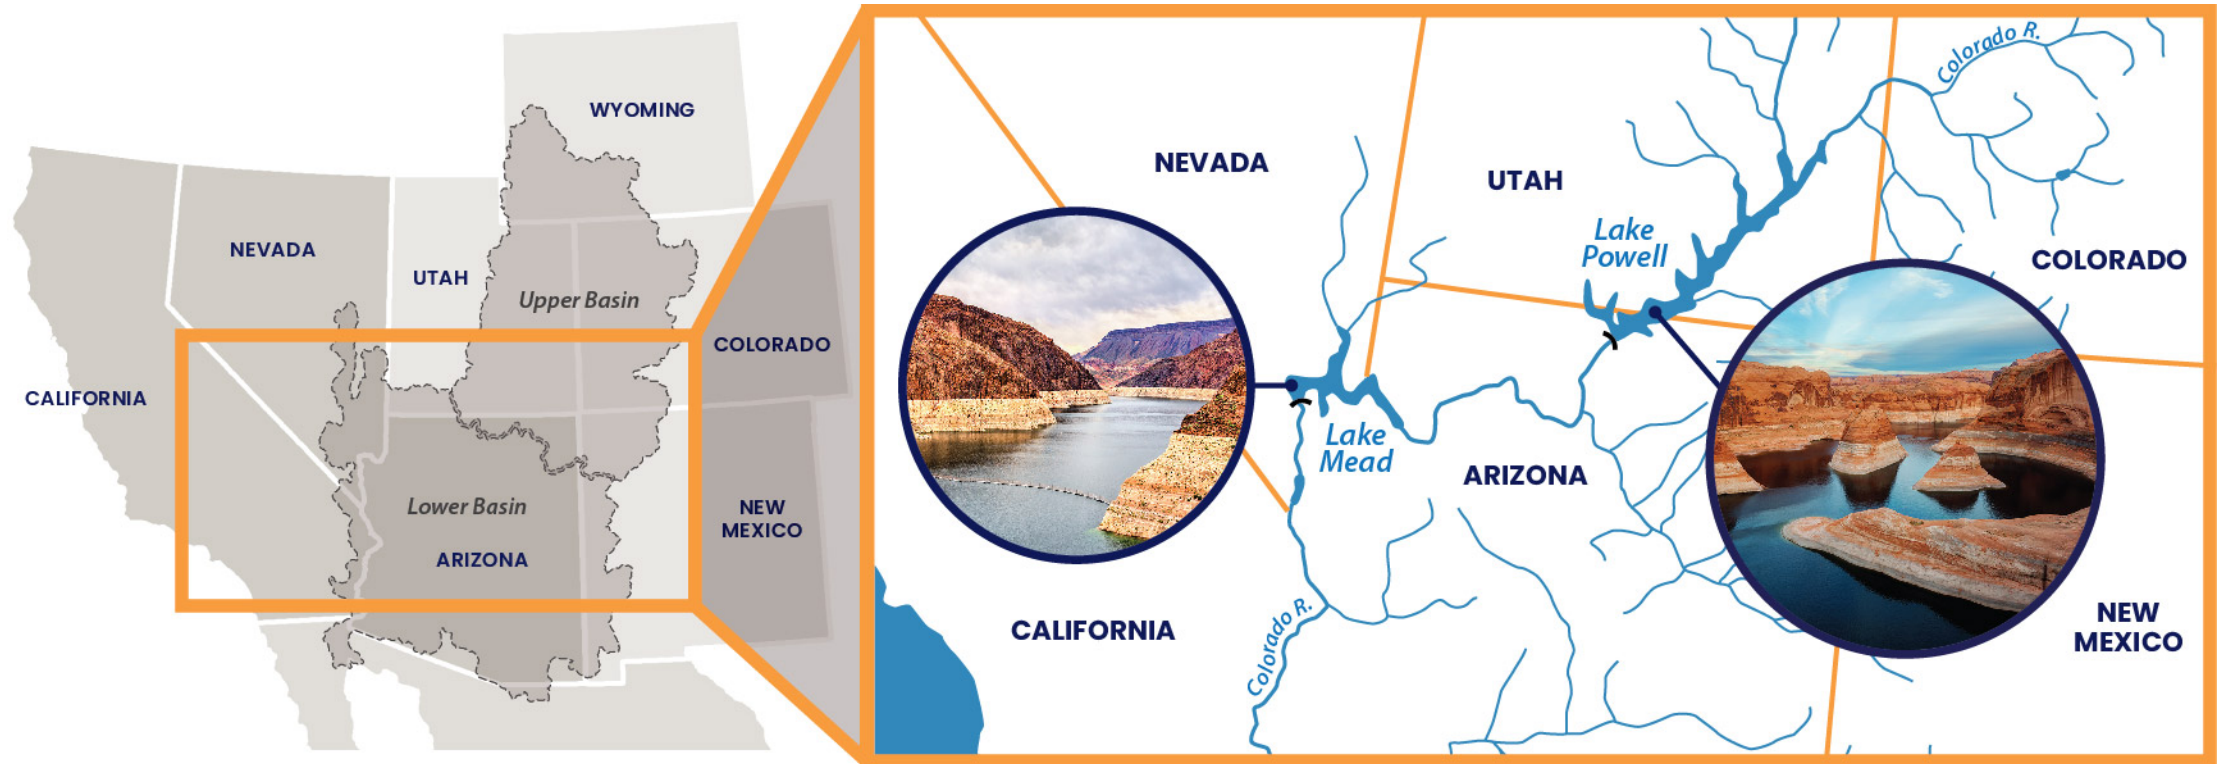 WYOMING
NEVADA
UTAH
Upper Basin
COLORADO
CALIFORNIA
Lower Basin
NEW
MEXICO
ARIZONA
Colorado R.
NEVADA
UTAH
Lake
Powell
COLORADO
Lake
Mead
ARIZONA
CALIFORNIA
Colorado R.
NEW
MEXICO